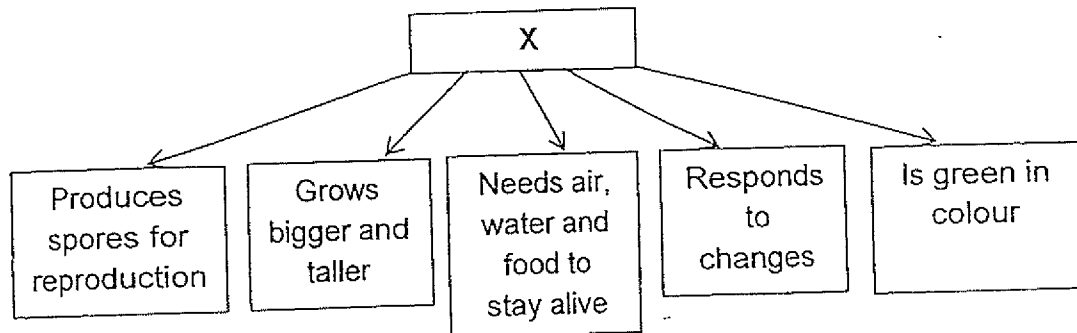 X
Produces
spores for
reproduction
Grows
bigger and
taller
Needs air,
water and
food to
stay alive
Responds
to
changes
Is green in
colour